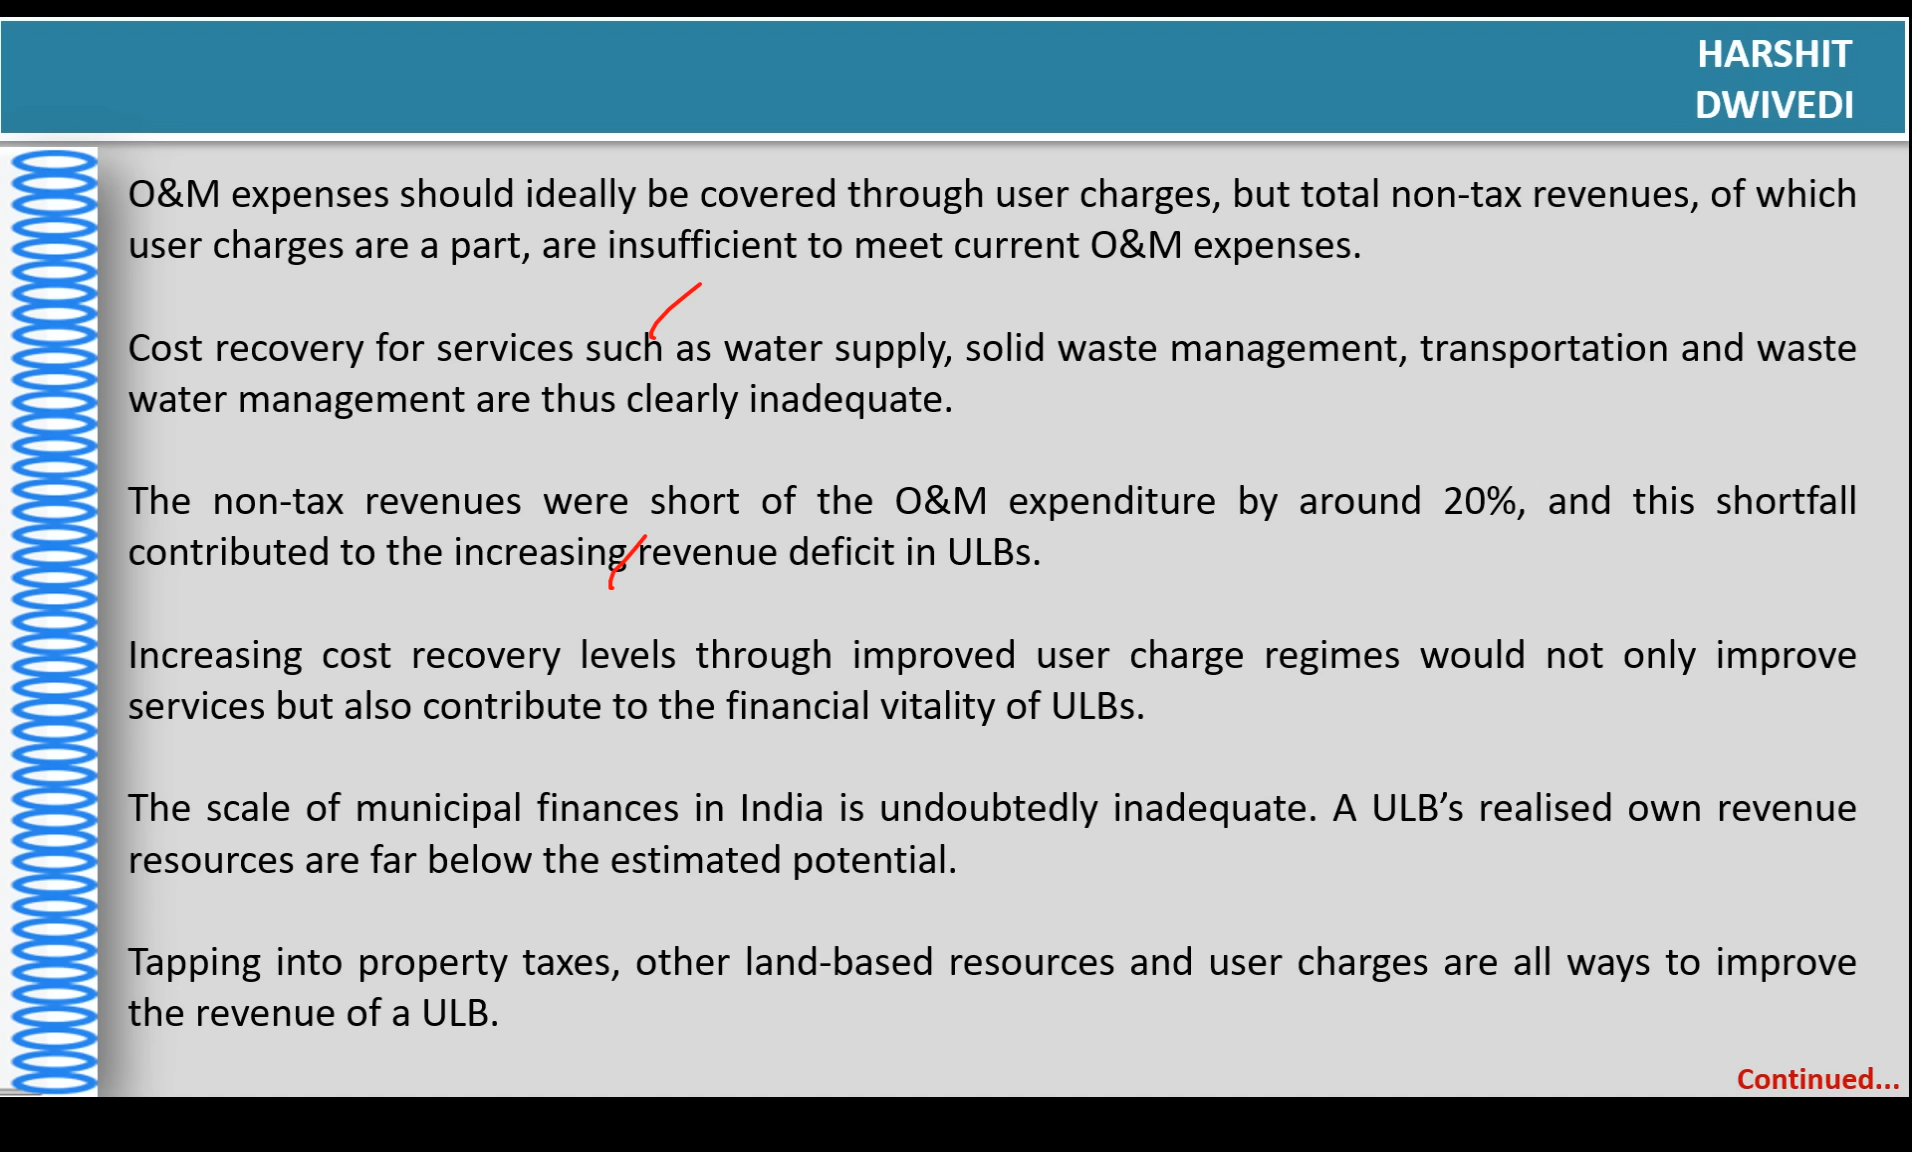 HARSHIT
DWIVEDI
O&M expenses should ideally be covered through user charges, but total non-tax revenues, of which
user charges are a part, are insufficient to meet current O&M expenses.
Cost recovery for services such as water supply, solid waste management, transportation and waste
water management are thus clearly inadequate.
The non-tax revenues were short of the O&M expenditure by around 20%, and this shortfall
contributed to the increasing revenue deficit in ULBs.
Increasing cost recovery levels through improved user charge regimes would not only improve
services but also contribute to the financial vitality of ULBs.
The scale of municipal finances in India is undoubtedly inadequate. A ULB’s realised own revenue
resources are far below the estimated potential.
Tapping into property taxes, other land-based resources and user charges are all ways to improve
the revenue of a ULB.
Continued...